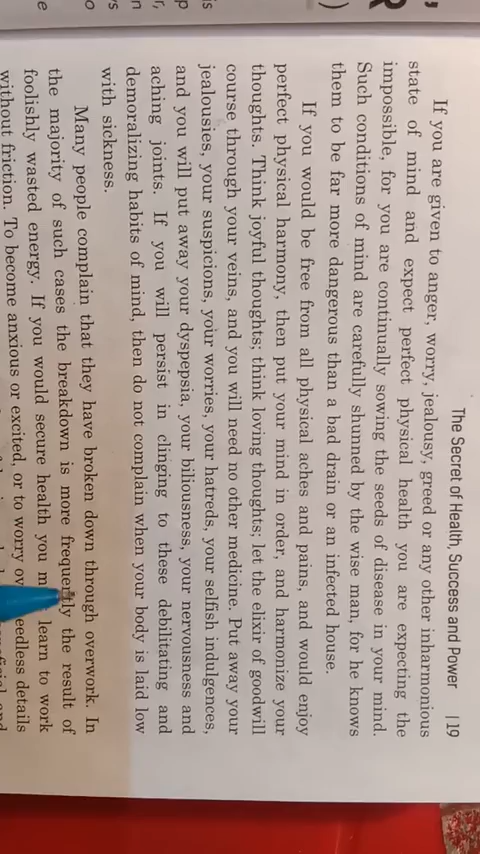 The Secret of Health, Success and Power | 19
If you are given to anger, worry, jealousy, greed or any other inharmonious
state of mind and expect perfect physical health you are expecting the
impossible, for you are continually sowing the seeds of disease in your mind.
Such conditions of mind are carefully shunned by the wise man, for he knows
them to be far more dangerous than a bad drain or an infected house.
If you would be free from all physical aches and pains, and would enjoy
perfect physical harmony, then put your mind in order, and harmonize your
thoughts. Think joyful thoughts; think loving thoughts; let the elixir of goodwill
course through your veins, and you will need no other medicine. Put away your
jealousies, your suspicions, your worries, your hatreds, your selfish indulgences,
and you will put away your dyspepsia, your biliousness, your nervousness and
aching joints. If you will persist in clinging to these debilitating and
demoralizing habits of mind, then do not complain when your body is laid low
with sickness.
Many people complain that they have broken down through overwork. In
the majority of such cases the breakdown is more frequently the result of
foolishly wasted energy. If you would secure health you learn to work
without friction. To become anxious or excited, or to worry details